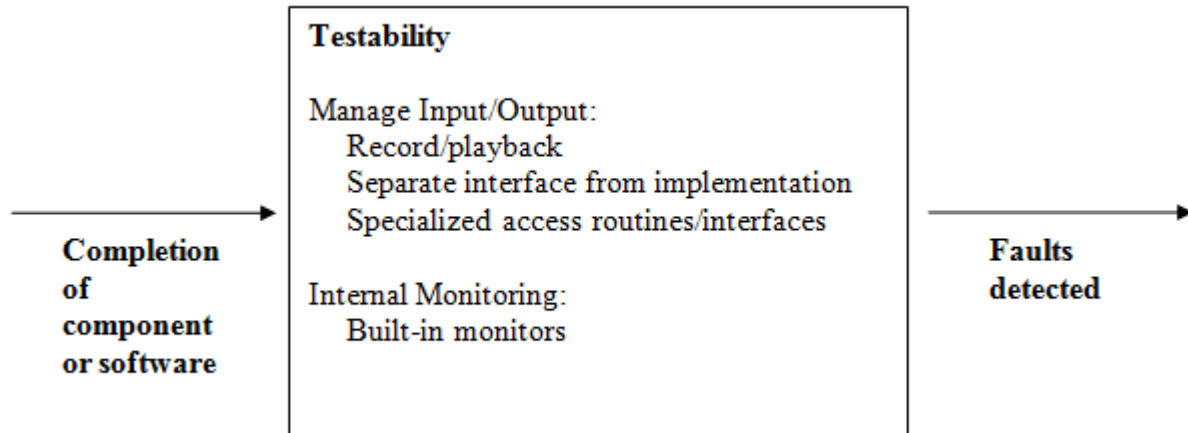 Testability
Manage Input/Output:
Record/playback
Separate interface from implementation
Specialized access routines/interfaces
Internal Monitoring:
Built-in monitors
Completion
of
component
or software
Faults
detected